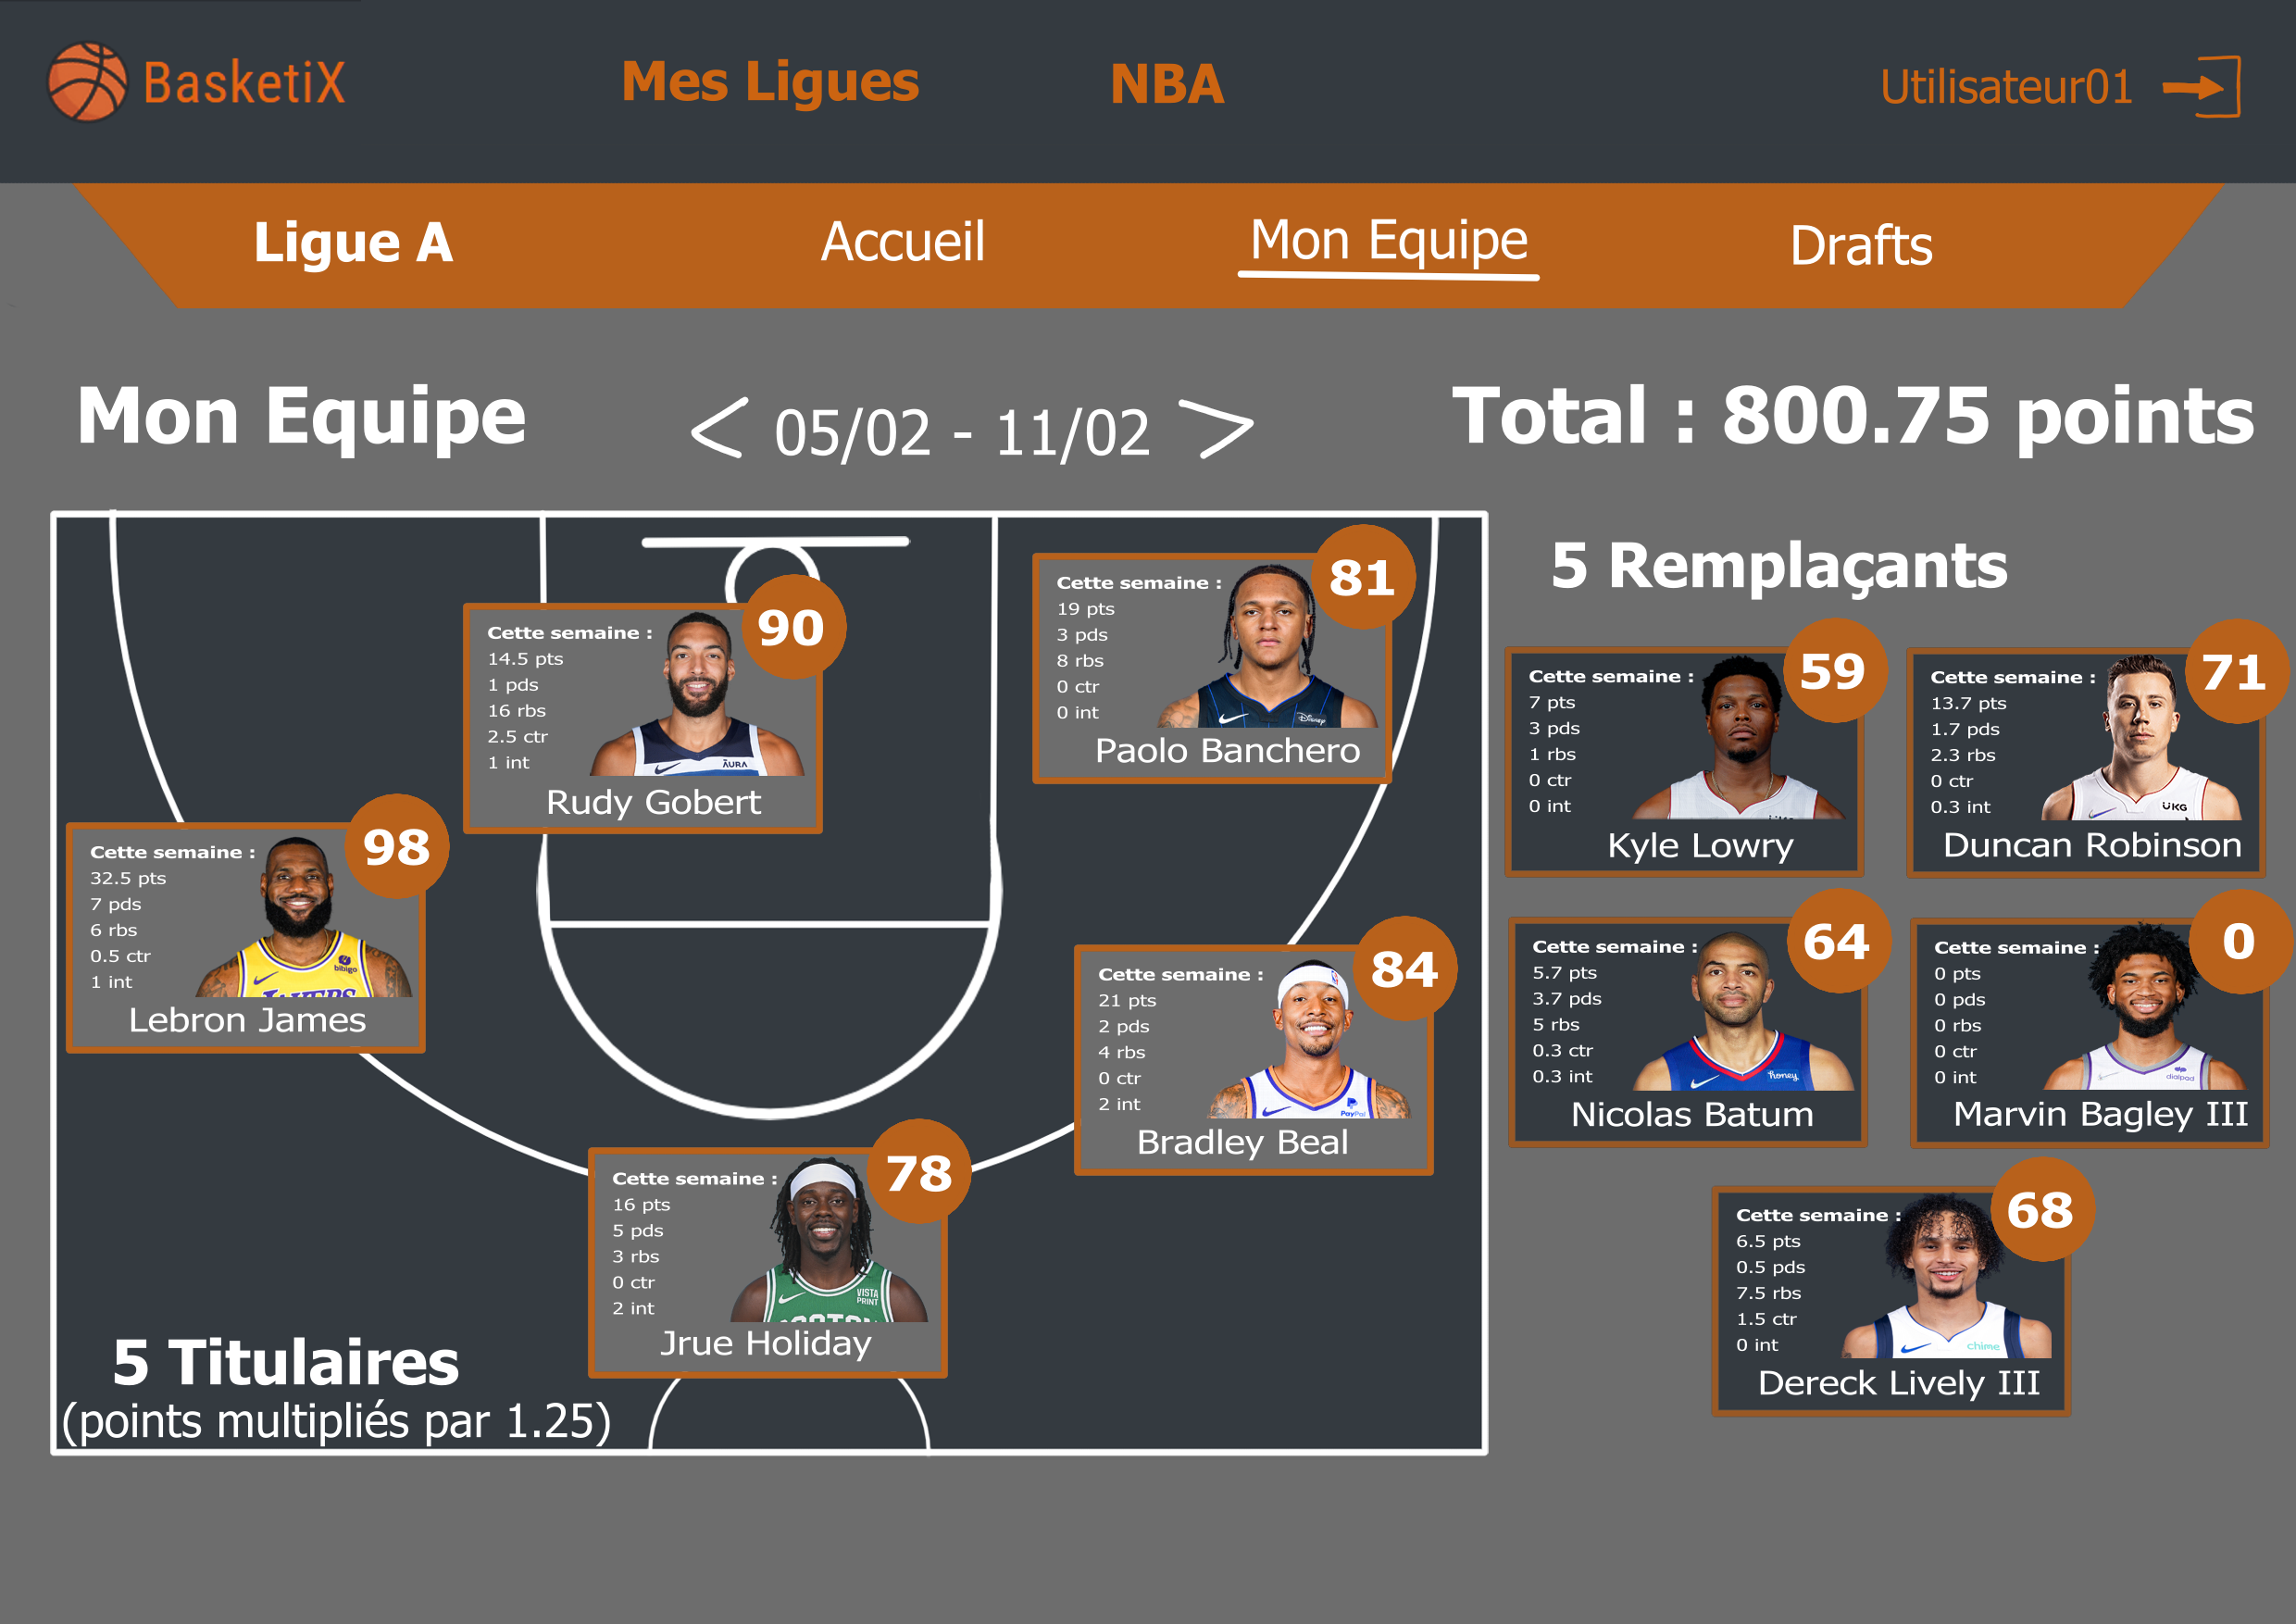 BasketiX
Mes Ligues
NBA
Utilisateur01
Ligue A
Accueil
Mon Equipe
Drafts
Mon Equipe
< 05/02 - 11/02 >
Total : 800.75 points
5 Titulaires
(points multipliés par 1.25)
90
Cette semaine :
14.5 pts
1 pds
16 rbs
2.5 ctr
1 int
AURA
Rudy Gobert
81
Cette semaine :
19 pts
3 pds
8 rbs
0 ctr
0 int
Disney
Paolo Banchero
98
Cette semaine :
32.5 pts
7 pds
6 rbs
0.5 ctr
1 int
bibigo
Lebron James
84
Cette semaine :
21 pts
2 pds
4 rbs
0 ctr
2 int
PayPal
Bradley Beal
78
Cette semaine :
16 pts
5 pds
3 rbs
0 ctr
2 int
VISTA
PRINT
Jrue Holiday
5 Remplaçants
59
Cette semaine :
7 pts
3 pds
1 rbs
0 ctr
0 int
Kyle Lowry
71
Cette semaine :
13.7 pts
1.7 pds
2.3 rbs
0 ctr
0.3 int
UKG
Duncan Robinson
64
Cette semaine :
5.7 pts
3.7 pds
5 rbs
0.3 ctr
0.3 int
honey
Nicolas Batum
0
Cette semaine :
0 pts
0 pds
0 rbs
0 ctr
0 int
dialpad
Marvin Bagley III
68
Cette semaine :
6.5 pts
0.5 pds
7.5 rbs
1.5 ctr
0 int
chime
Dereck Lively III